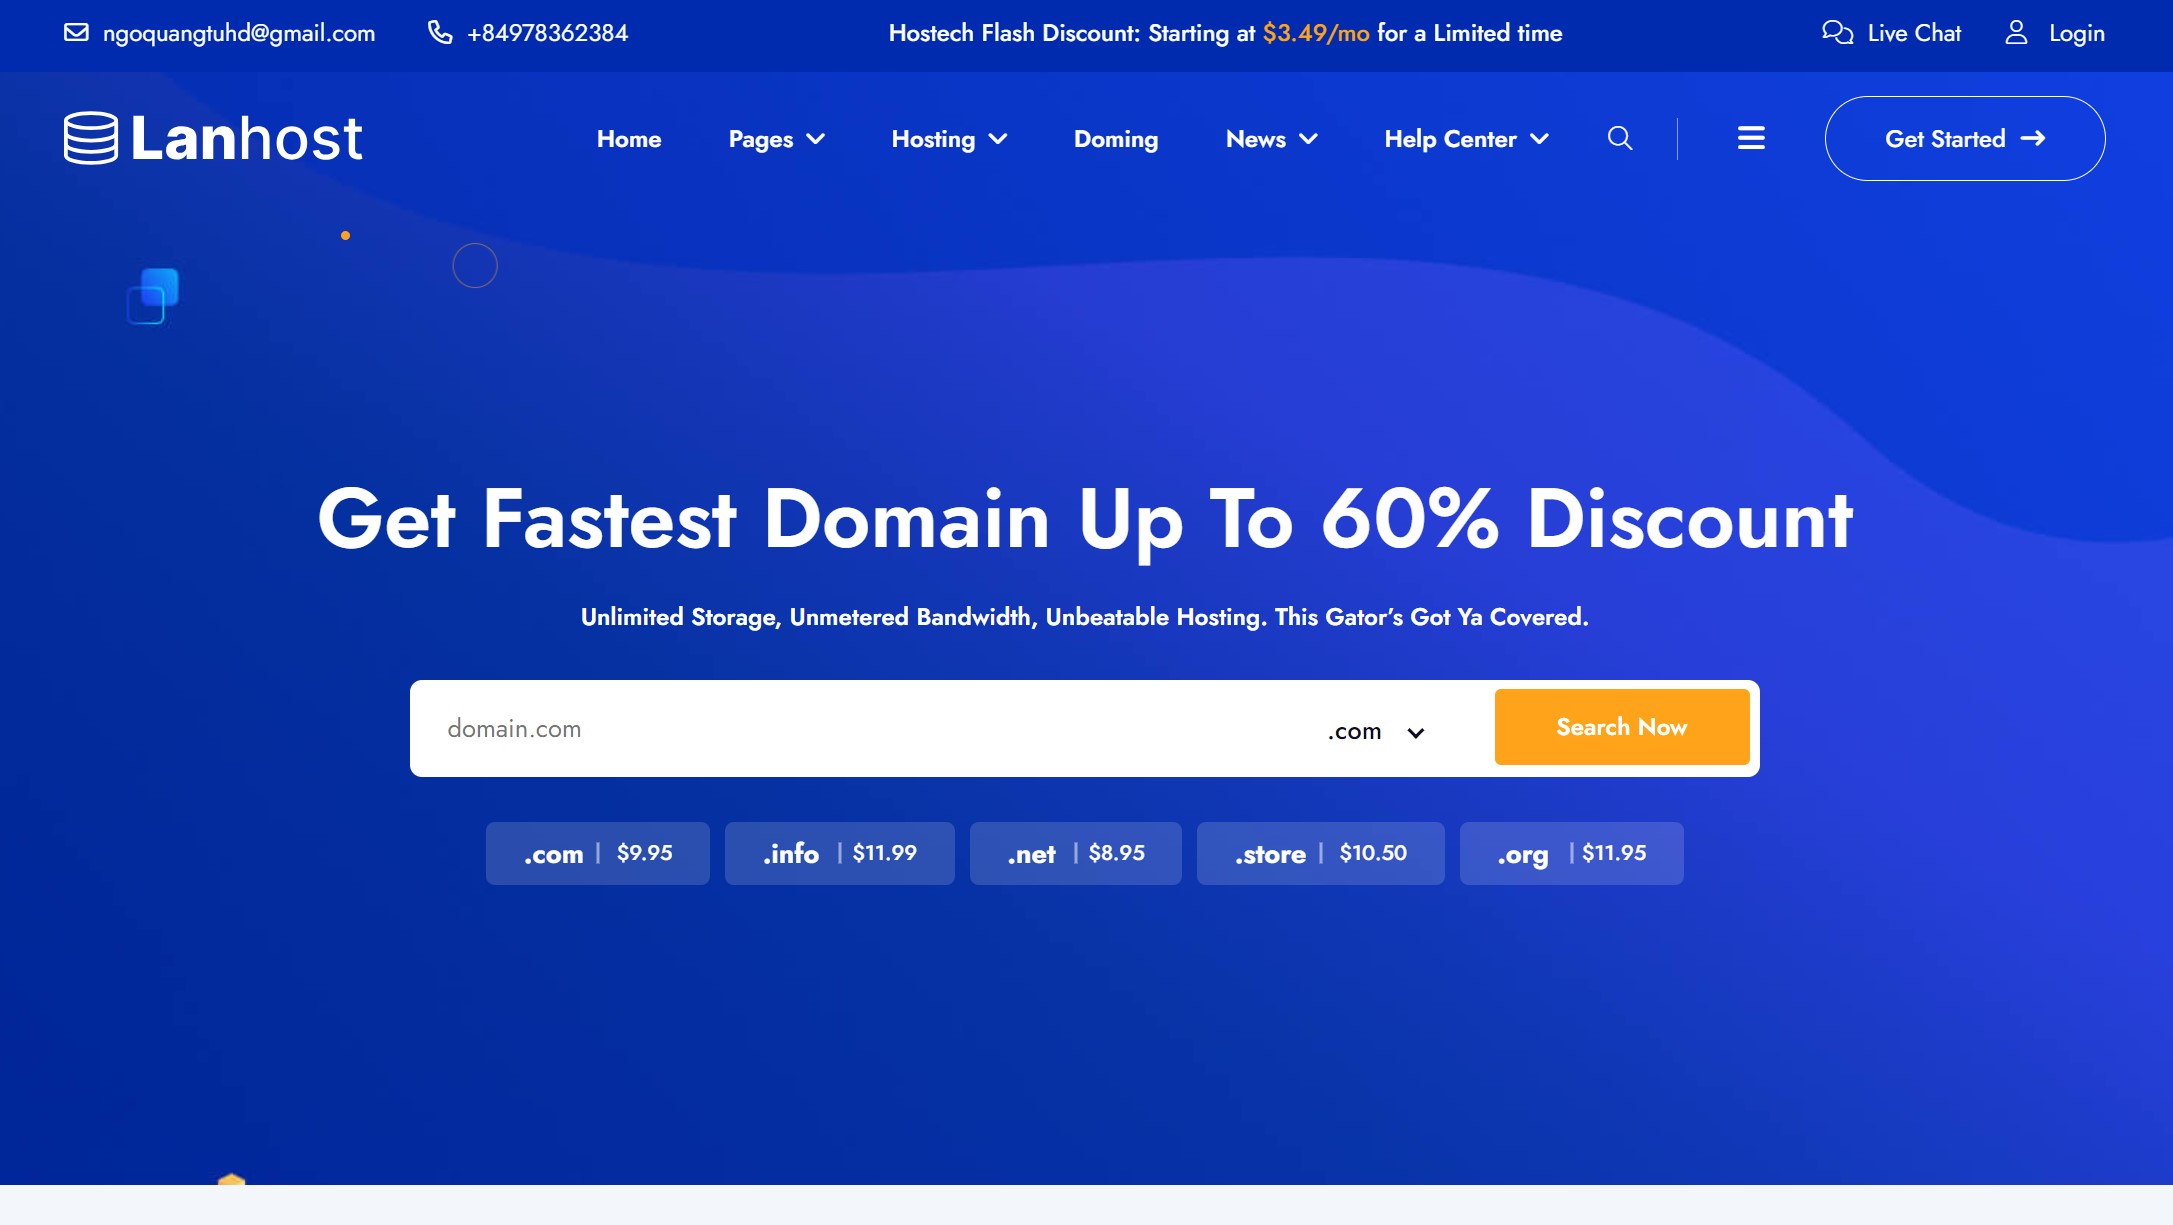 ngoquangtuhd@gmail.com +84978362384 Hostech Flash Discount: Starting at $3.49/mo for a Limited time Live Chat Login
Lanhost Home Pages Hosting Doming News Help Center Get Started
Get Fastest Domain Up To 60% Discount
Unlimited Storage, Unmetered Bandwidth, Unbeatable Hosting. This Gator’s Got Ya Covered.
domain.com .com Search Now
.com | $9.95 .info | $11.99 .net | $8.95 .store | $10.50 .org | $11.95